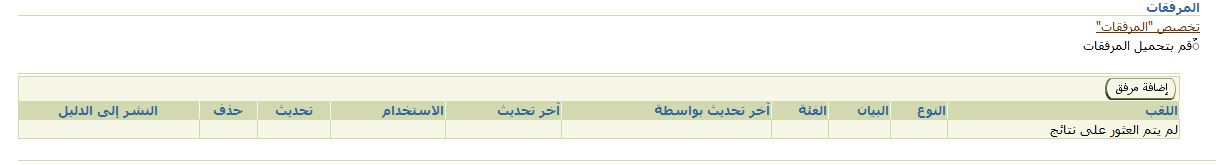 المرفقات
تخصيص "المرفقات"
قم بتحميل المرفقات
إضافة مرفق
اللقب النوع البيان الفئة آخر تحديث بواسطة آخر تحديث الاستخدام تحديث حذف النشر إلى الدليل
لم يتم العثور على نتائج